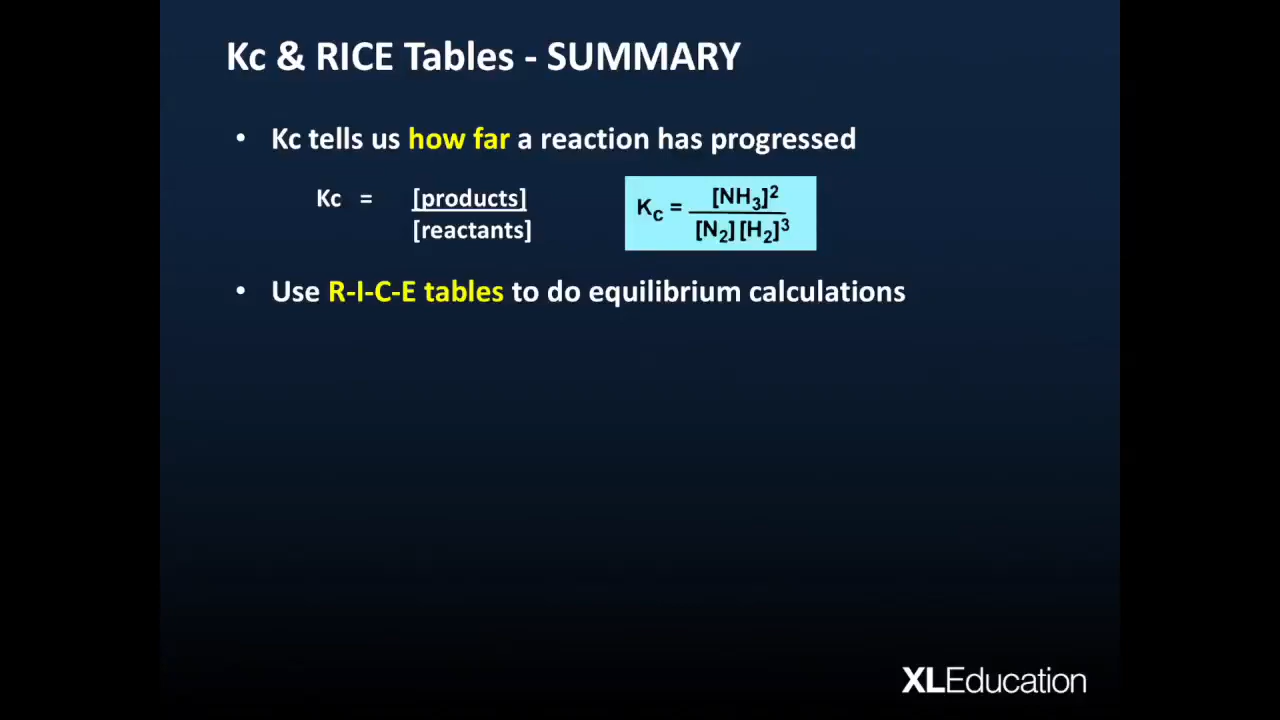 Kc & RICE Tables - SUMMARY
• Kc tells us how far a reaction has progressed
Kc = [products]
[reactants]
K_c = [NH₃]²
[N₂][H₂]³
• Use R-I-C-E tables to do equilibrium calculations
XLEducation